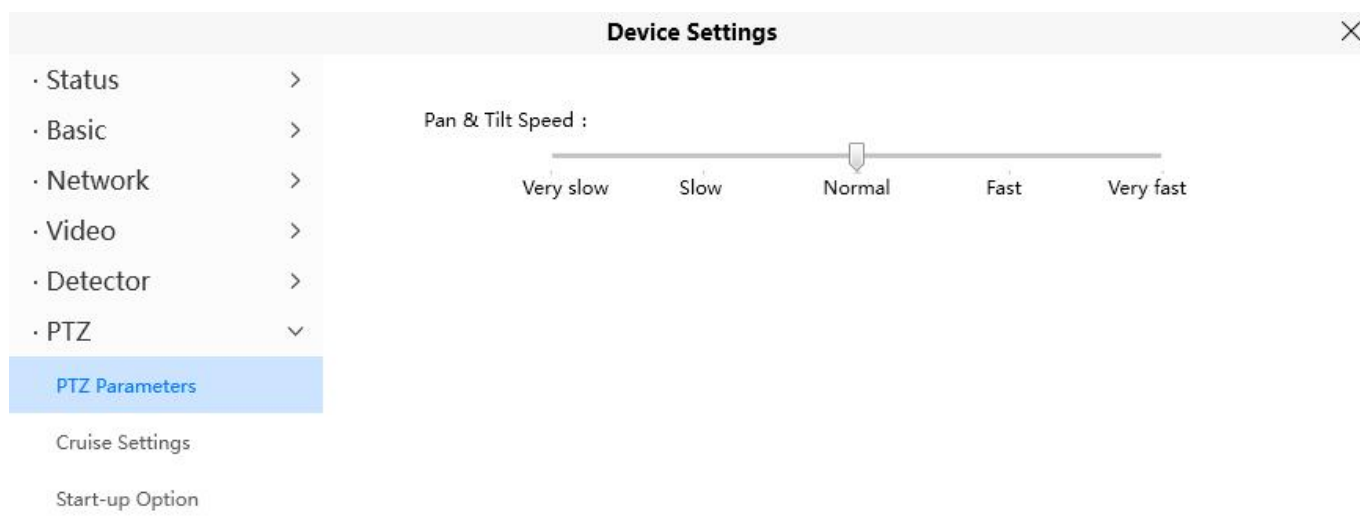 Device Settings
· Status
· Basic
· Network
· Video
· Detector
· PTZ
PTZ Parameters
Cruise Settings
Start-up Option
Pan & Tilt Speed :
Very slow Slow Normal Fast Very fast